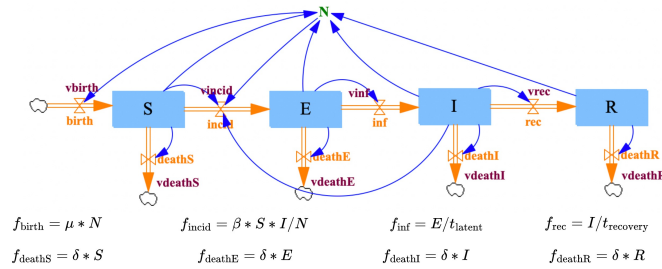 N
vbirth
vincid
vinf
vrec
S
E
I
R
birth
incid
inf
rec
deathS
deathE
deathI
deathR
vdeathS
vdeathE
vdeathI
vdeathR
f_birth = μ * N
f_incid = β * S * I/N
f_inf = E/t_latent
f_rec = I/t_recovery
f_deathS = δ * S
f_deathE = δ * E
f_deathI = δ * I
f_deathR = δ * R